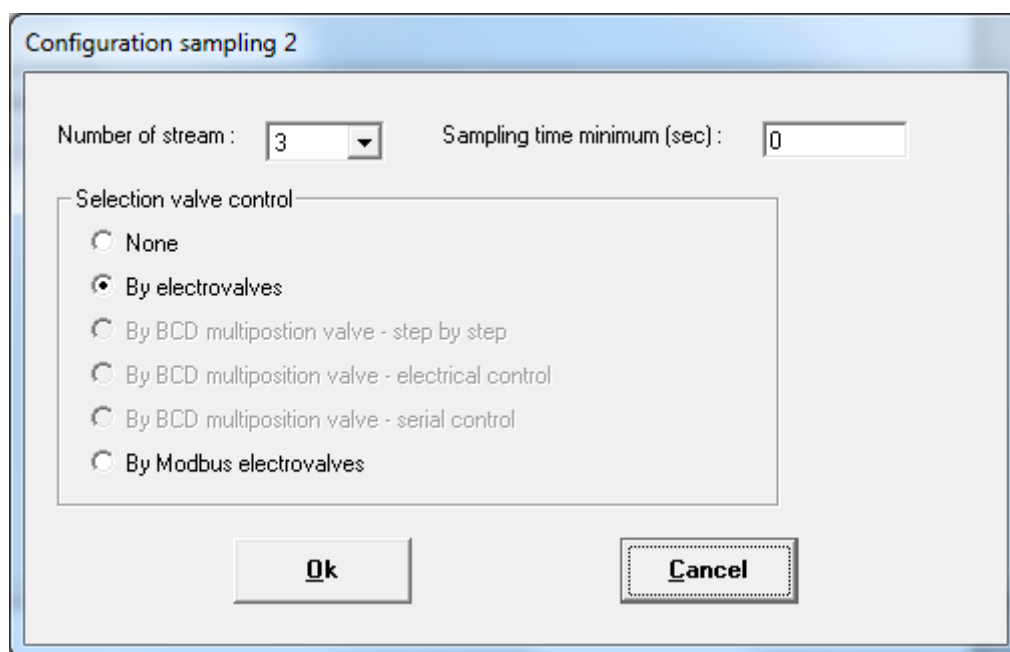 Configuration sampling 2
Number of stream : 3 Sampling time minimum (sec) : 0
Selection valve control
None
By electrovalves
By BCD multipostion valve - step by step
By BCD multiposition valve - electrical control
By BCD multiposition valve - serial control
By Modbus electrovalves
Ok Cancel